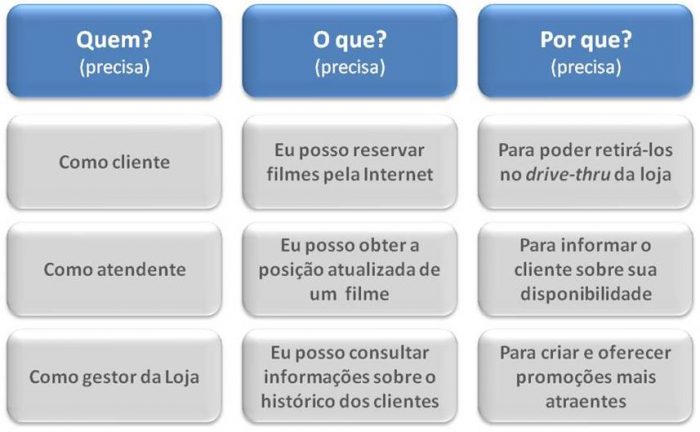 Quem?
(precisa)
O que?
(precisa)
Por que?
(precisa)
Como cliente
Eu posso reservar
filmes pela Internet
Para poder retirá-los
no drive-thru da loja
Como atendente
Eu posso obter a
posição atualizada de
um filme
Para informar o
cliente sobre sua
disponibilidade
Como gestor da Loja
Eu posso consultar
informações sobre o
histórico dos clientes
Para criar e oferecer
promoções mais
atraentes